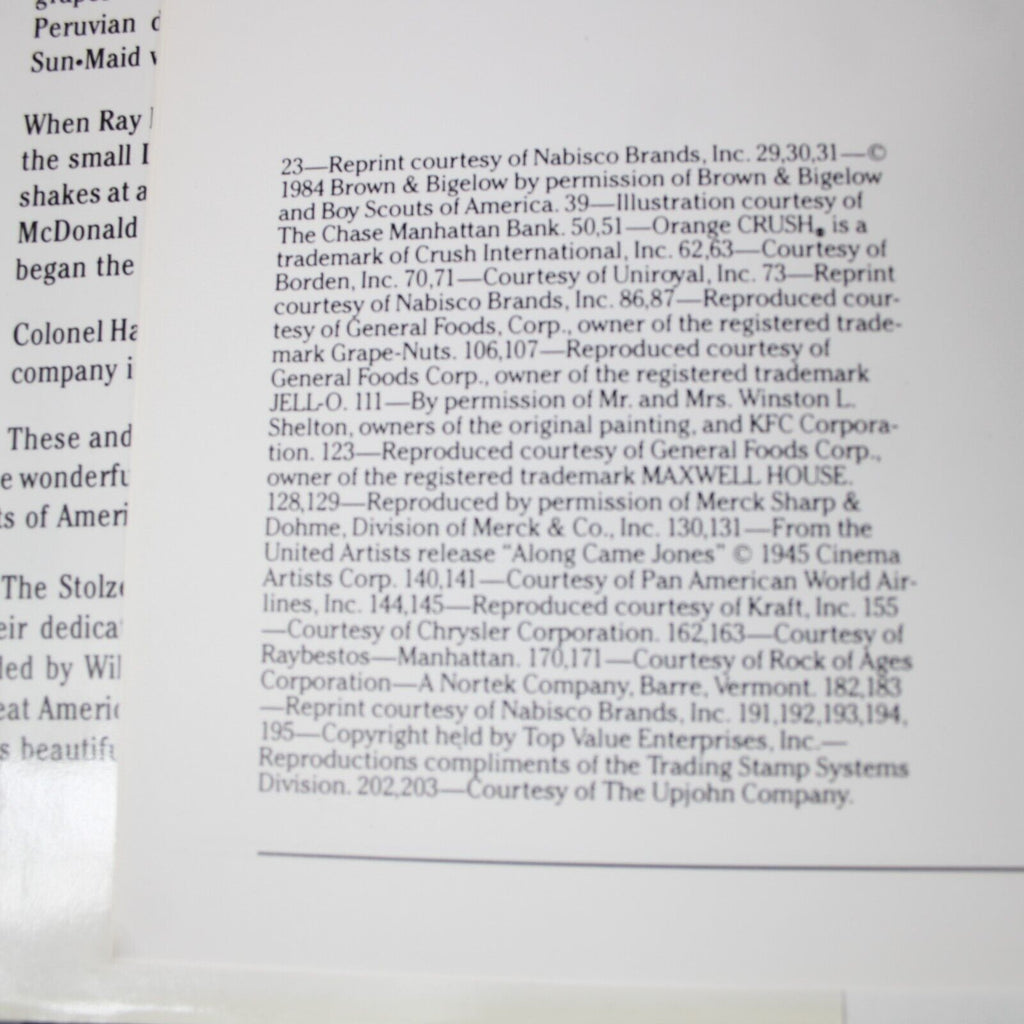 Peruvian
Sun•Maid
When Ray
the small
shakes at a
McDonald
began the
Colonel Ha
company i
These and
e wonderfu
ts of Ameri
The Stolze
eir dedica
led by Wil
eat Americ
s beautifu
23—Reprint courtesy of Nabisco Brands, Inc. 29,30,31—©
1984 Brown & Bigelow by permission of Brown & Bigelow
and Boy Scouts of America. 39—Illustration courtesy of
The Chase Manhattan Bank. 50,51—Orange CRUSH® is a
trademark of Crush International, Inc. 62,63—Courtesy of
Borden, Inc. 70,71—Courtesy of Uniroyal, Inc. 73—Reprint
courtesy of Nabisco Brands, Inc. 86,87—Reproduced cour-
tesy of General Foods, Corp., owner of the registered trade-
mark Grape-Nuts. 106,107—Reproduced courtesy of
General Foods Corp., owner of the registered trademark
JELL-O. 111—By permission of Mr. and Mrs. Winston L.
Shelton, owners of the original painting, and KFC Corpora-
tion. 123—Reproduced courtesy of General Foods Corp.,
owner of the registered trademark MAXWELL HOUSE.
128,129—Reproduced by permission of Merck Sharp &
Dohme, Division of Merck & Co., Inc. 130,131—From the
United Artists release "Along Came Jones" © 1945 Cinema
Artists Corp. 140,141—Courtesy of Pan American World Air-
lines, Inc. 144,145—Reproduced courtesy of Kraft, Inc. 155
—Courtesy of Chrysler Corporation. 162,163—Courtesy of
Raybestos—Manhattan. 170,171—Courtesy of Rock of Ages
Corporation—A Nortek Company, Barre, Vermont. 182,183
—Reprint courtesy of Nabisco Brands, Inc. 191,192,193,194,
195—Copyright held by Top Value Enterprises, Inc.—
Reproductions compliments of the Trading Stamp Systems
Division. 202,203—Courtesy of The Upjohn Company.